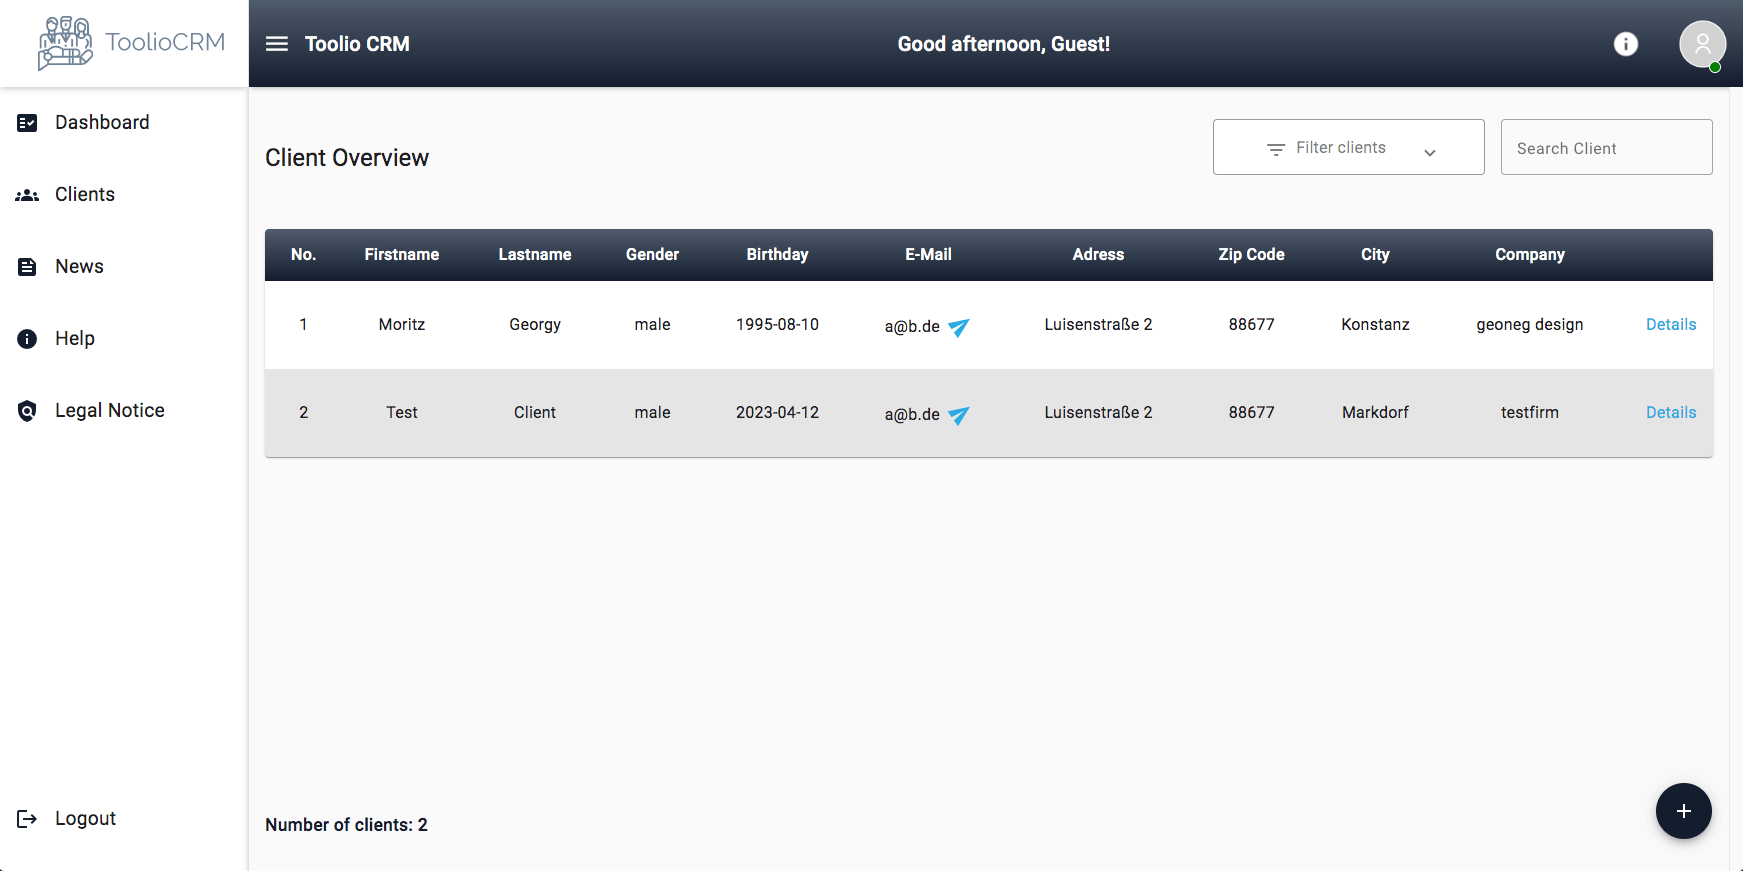 ToolioCRM
Toolio CRM
Good afternoon, Guest!
Dashboard
Clients
News
Help
Legal Notice
Logout
Client Overview
Filter clients
Search Client
No. Firstname Lastname Gender Birthday E-Mail Adress Zip Code City Company
1 Moritz Georgy male 1995-08-10 a@b.de Luisenstraße 2 88677 Konstanz geoneg design Details
2 Test Client male 2023-04-12 a@b.de Luisenstraße 2 88677 Markdorf testfirm Details
Number of clients: 2